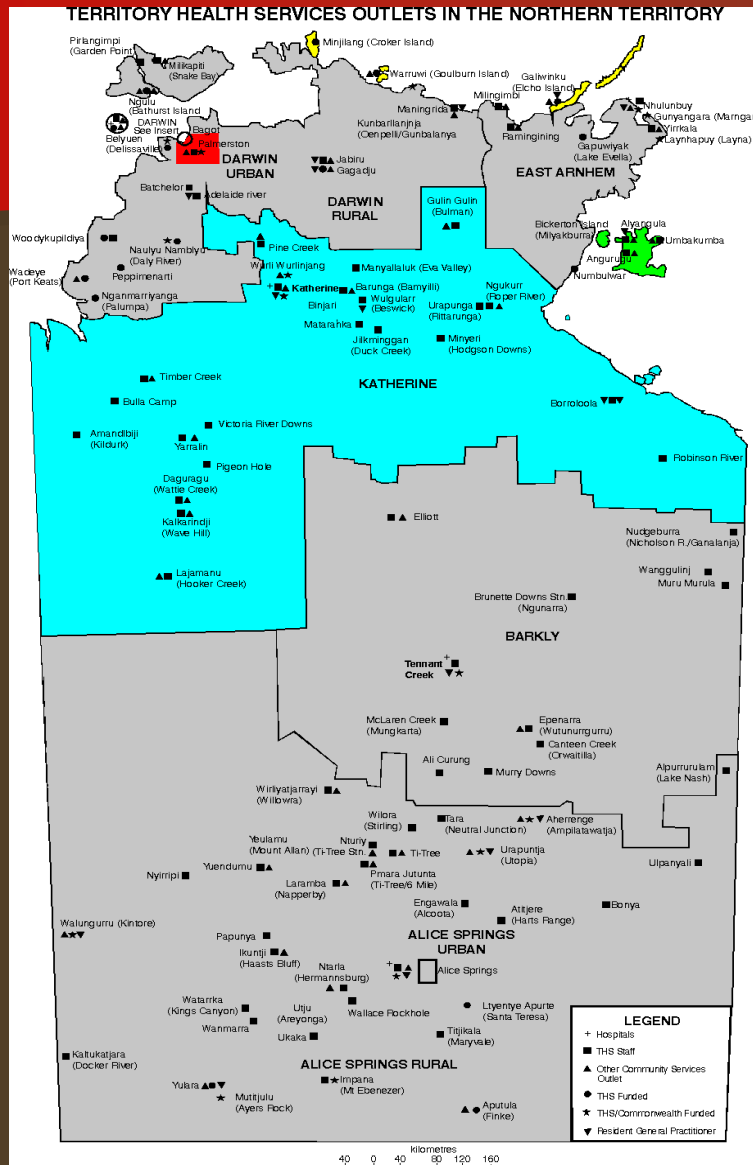 TERRITORY HEALTH SERVICES OUTLETS IN THE NORTHERN TERRITORY
Pirlangimpi
(Garden Point)
Milikapiti
(Snake Bay)
Ngulu
(Bathurst Island)
DARWIN
See Insert
Bagot
Belyuen
(Delissaville)
Palmerston
DARWIN
URBAN
Minjilang (Croker Island)
Warruwi (Goulburn Island)
Maningrida
Kunbarllanjnja
(Oenpelli/Gunbalanya)
Milingimbi
Galiwinku
(Elcho Island)
Ramingining
Nhulunbuy
Gunyangara (Marngar
Yirrkala
Laynhapuy (Layna)
Gapuwiyak
(Lake Evella)
EAST ARNHEM
Jabiru
Gagadju
DARWIN
RURAL
Batchelor
Adelaide river
Gulin Gulin
(Bulman)
Bickerton Island
(Milyakburra)
Alyangula
Umbakumba
Angurugu
Numbulwar
Woodykupildiya
Nauiyu Nambiyu
(Daly River)
Peppimenarti
Wadeye
(Port Keats)
Nganmarriyanga
(Palumpa)
Pine Creek
Wurli Wurlinjang
Katherine
Binjari
Manyallaluk (Eva Valley)
Barunga (Bamyilli)
Wulgularr
(Beswick)
Matarahka
Jilkminggan
(Duck Creek)
Ngukurr
(Roper River)
Urapunga
(Rittarunga)
Minyeri
(Hodgson Downs)
KATHERINE
Timber Creek
Bulla Camp
Borroloola
Amandibiji
(Kildurk)
Victoria River Downs
Yarralin
Pigeon Hole
Robinson River
Daguragu
(Wattie Creek)
Kalkarindji
(Wave Hill)
Lajamanu
(Hooker Creek)
Elliott
Nudgeburra
(Nicholson R./Ganalanja)
Wanggulinj
Muru Murula
Brunette Downs Stn.
(Ngunarra)
BARKLY
Tennant
Creek
McLaren Creek
(Mungkarta)
Epenarra
(Wutunurrgurru)
Canteen Creek
(Orwaitilla)
Ali Curung
Murry Downs
Alpurrurulam
(Lake Nash)
Wirliyatjarrayi
(Willowra)
Wilora
(Stirling)
Tara
(Neutral Junction)
Aherrenge
(Ampilatawatja)
Yeulamu
(Mount Allan)
Nturiy
(Ti-Tree Stn.)
Ti-Tree
Urapuntja
(Utopia)
Yuendumu
Pmara Jutunta
(Ti-Tree/6 Mile)
Ulpanyali
Nyirripi
Laramba
(Napperby)
Engawala
(Alcoota)
Atitjere
(Harts Range)
Bonya
Walungurru (Kintore)
Papunya
ALICE SPRINGS
URBAN
Ikuntji
(Haasts Bluff)
Ntaria
(Hermannsburg)
Alice Springs
Watarrka
(Kings Canyon)
Wanmarra
Utju
(Areyonga)
Wallace Rockhole
Ltyentye Apurte
(Santa Teresa)
Ukaka
Titjikala
(Maryvale)
Kaltukatjara
(Docker River)
ALICE SPRINGS RURAL
Yulara
Mutitjulu
(Ayers Rock)
Impana
(Mt Ebenezer)
Aputula
(Finke)
LEGEND
Hospitals
THS Staff
Other Community Services
Outlet
THS Funded
THS/Commonwealth Funded
Resident General Practitioner
kilometres
40 0 40 80 120 160